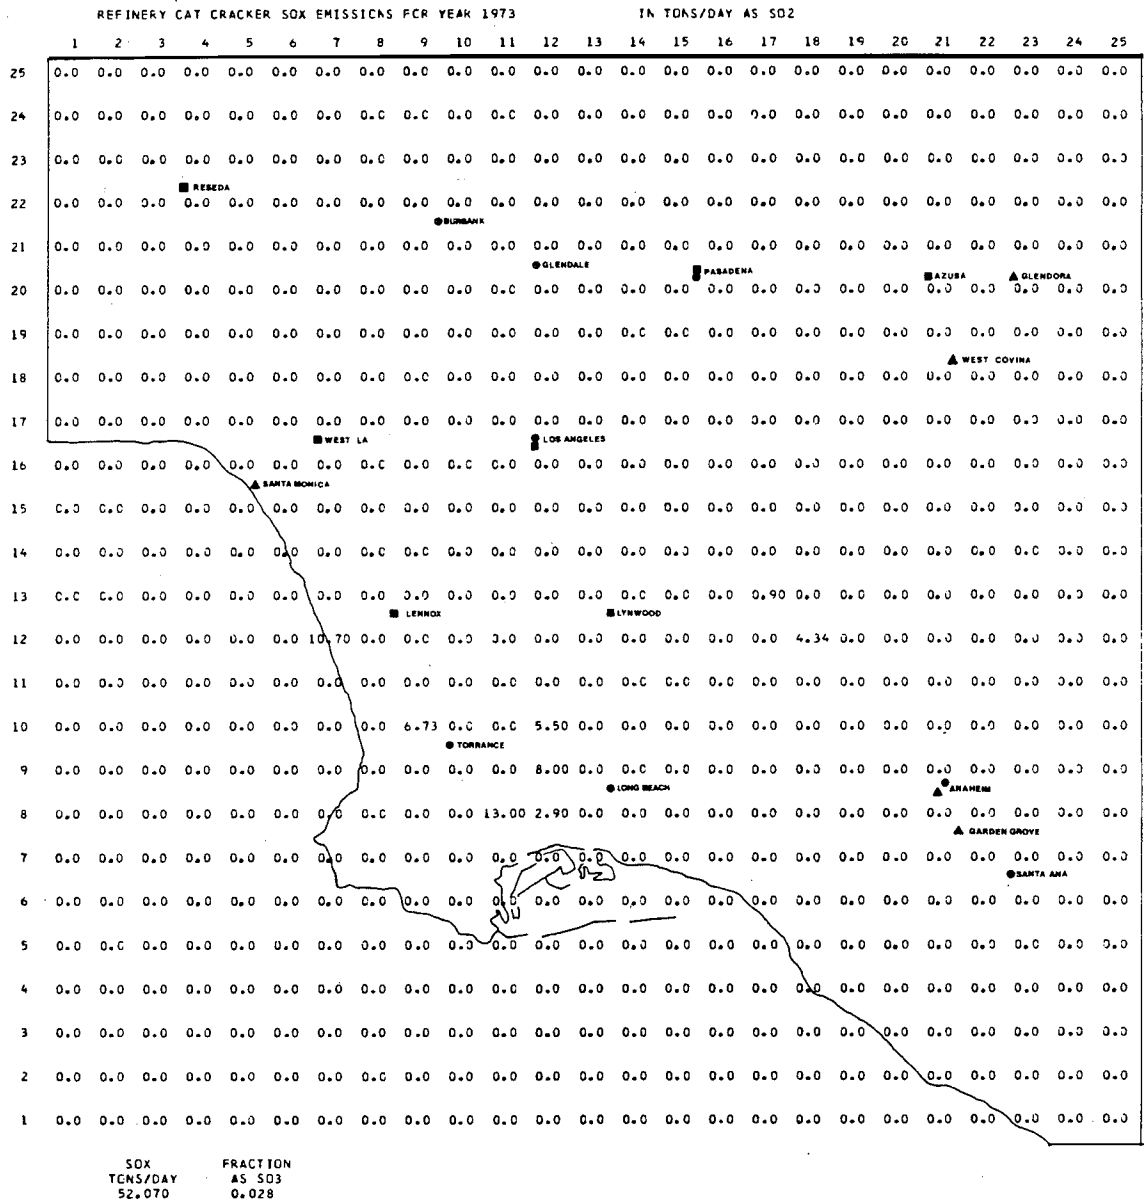 REFINERY CAT CRACKER SOX EMISSICNS FCR YEAR 1973 IN TONS/DAY AS SO2
1 2 3 4 5 6 7 8 9 10 11 12 13 14 15 16 17 18 19 20 21 22 23 24 25
25 0.0 0.0 0.0 0.0 0.0 0.0 0.0 0.0 0.0 0.0 0.0 0.0 0.0 0.0 0.0 0.0 0.0 0.0 0.0 0.0 0.0 0.0 0.0 0.0 0.0
24 0.0 0.0 0.0 0.0 0.0 0.0 0.0 0.0 0.0 0.0 0.0 0.0 0.0 0.0 0.0 0.0 0.0 0.0 0.0 0.0 0.0 0.0 0.0 0.0 0.0
23 0.0 0.0 0.0 0.0 0.0 0.0 0.0 0.0 0.0 0.0 0.0 0.0 0.0 0.0 0.0 0.0 0.0 0.0 0.0 0.0 0.0 0.0 0.0 0.0 0.0
RESEDA
22 0.0 0.0 0.0 0.0 0.0 0.0 0.0 0.0 0.0 0.0 0.0 0.0 0.0 0.0 0.0 0.0 0.0 0.0 0.0 0.0 0.0 0.0 0.0 0.0 0.0
BURBANK
21 0.0 0.0 0.0 0.0 0.0 0.0 0.0 0.0 0.0 0.0 0.0 0.0 0.0 0.0 0.0 0.0 0.0 0.0 0.0 0.0 0.0 0.0 0.0 0.0 0.0
GLENDALE PASADENA AZUSA GLENDORA
20 0.0 0.0 0.0 0.0 0.0 0.0 0.0 0.0 0.0 0.0 0.0 0.0 0.0 0.0 0.0 0.0 0.0 0.0 0.0 0.0 0.0 0.0 0.0 0.0 0.0
19 0.0 0.0 0.0 0.0 0.0 0.0 0.0 0.0 0.0 0.0 0.0 0.0 0.0 0.0 0.0 0.0 0.0 0.0 0.0 0.0 0.0 0.0 0.0 0.0 0.0
WEST COVINA
18 0.0 0.0 0.0 0.0 0.0 0.0 0.0 0.0 0.0 0.0 0.0 0.0 0.0 0.0 0.0 0.0 0.0 0.0 0.0 0.0 0.0 0.0 0.0 0.0 0.0
17 0.0 0.0 0.0 0.0 0.0 0.0 0.0 0.0 0.0 0.0 0.0 0.0 0.0 0.0 0.0 0.0 0.0 0.0 0.0 0.0 0.0 0.0 0.0 0.0 0.0
WEST LA LOS ANGELES
16 0.0 0.0 0.0 0.0 0.0 0.0 0.0 0.0 0.0 0.0 0.0 0.0 0.0 0.0 0.0 0.0 0.0 0.0 0.0 0.0 0.0 0.0 0.0 0.0 0.0
SANTA MONICA
15 0.0 0.0 0.0 0.0 0.0 0.0 0.0 0.0 0.0 0.0 0.0 0.0 0.0 0.0 0.0 0.0 0.0 0.0 0.0 0.0 0.0 0.0 0.0 0.0 0.0
14 0.0 0.0 0.0 0.0 0.0 0.0 0.0 0.0 0.0 0.0 0.0 0.0 0.0 0.0 0.0 0.0 0.0 0.0 0.0 0.0 0.0 0.0 0.0 0.0 0.0
13 0.0 0.0 0.0 0.0 0.0 0.0 0.0 0.0 0.0 0.0 0.0 0.0 0.0 0.0 0.0 0.0 0.90 0.0 0.0 0.0 0.0 0.0 0.0 0.0 0.0
LENNOX LYNWOOD
12 0.0 0.0 0.0 0.0 0.0 0.0 10.70 0.0 0.0 0.0 0.0 0.0 0.0 0.0 0.0 0.0 0.0 4.34 0.0 0.0 0.0 0.0 0.0 0.0 0.0
11 0.0 0.0 0.0 0.0 0.0 0.0 0.0 0.0 0.0 0.0 0.0 0.0 0.0 0.0 0.0 0.0 0.0 0.0 0.0 0.0 0.0 0.0 0.0 0.0 0.0
10 0.0 0.0 0.0 0.0 0.0 0.0 0.0 0.0 6.73 0.0 0.0 5.50 0.0 0.0 0.0 0.0 0.0 0.0 0.0 0.0 0.0 0.0 0.0 0.0 0.0
TORRANCE
9 0.0 0.0 0.0 0.0 0.0 0.0 0.0 0.0 0.0 0.0 0.0 8.00 0.0 0.0 0.0 0.0 0.0 0.0 0.0 0.0 0.0 0.0 0.0 0.0 0.0
LONG BEACH ANAHEIM
8 0.0 0.0 0.0 0.0 0.0 0.0 0.0 0.0 0.0 0.0 13.00 2.90 0.0 0.0 0.0 0.0 0.0 0.0 0.0 0.0 0.0 0.0 0.0 0.0 0.0
GARDEN GROVE
7 0.0 0.0 0.0 0.0 0.0 0.0 0.0 0.0 0.0 0.0 0.0 0.0 0.0 0.0 0.0 0.0 0.0 0.0 0.0 0.0 0.0 0.0 0.0 0.0 0.0
SANTA ANA
6 0.0 0.0 0.0 0.0 0.0 0.0 0.0 0.0 0.0 0.0 0.0 0.0 0.0 0.0 0.0 0.0 0.0 0.0 0.0 0.0 0.0 0.0 0.0 0.0 0.0
5 0.0 0.0 0.0 0.0 0.0 0.0 0.0 0.0 0.0 0.0 0.0 0.0 0.0 0.0 0.0 0.0 0.0 0.0 0.0 0.0 0.0 0.0 0.0 0.0 0.0
4 0.0 0.0 0.0 0.0 0.0 0.0 0.0 0.0 0.0 0.0 0.0 0.0 0.0 0.0 0.0 0.0 0.0 0.0 0.0 0.0 0.0 0.0 0.0 0.0 0.0
3 0.0 0.0 0.0 0.0 0.0 0.0 0.0 0.0 0.0 0.0 0.0 0.0 0.0 0.0 0.0 0.0 0.0 0.0 0.0 0.0 0.0 0.0 0.0 0.0 0.0
2 0.0 0.0 0.0 0.0 0.0 0.0 0.0 0.0 0.0 0.0 0.0 0.0 0.0 0.0 0.0 0.0 0.0 0.0 0.0 0.0 0.0 0.0 0.0 0.0 0.0
1 0.0 0.0 0.0 0.0 0.0 0.0 0.0 0.0 0.0 0.0 0.0 0.0 0.0 0.0 0.0 0.0 0.0 0.0 0.0 0.0 0.0 0.0 0.0 0.0 0.0
SOX FRACTION
TCNS/DAY AS SO3
52.070 0.028